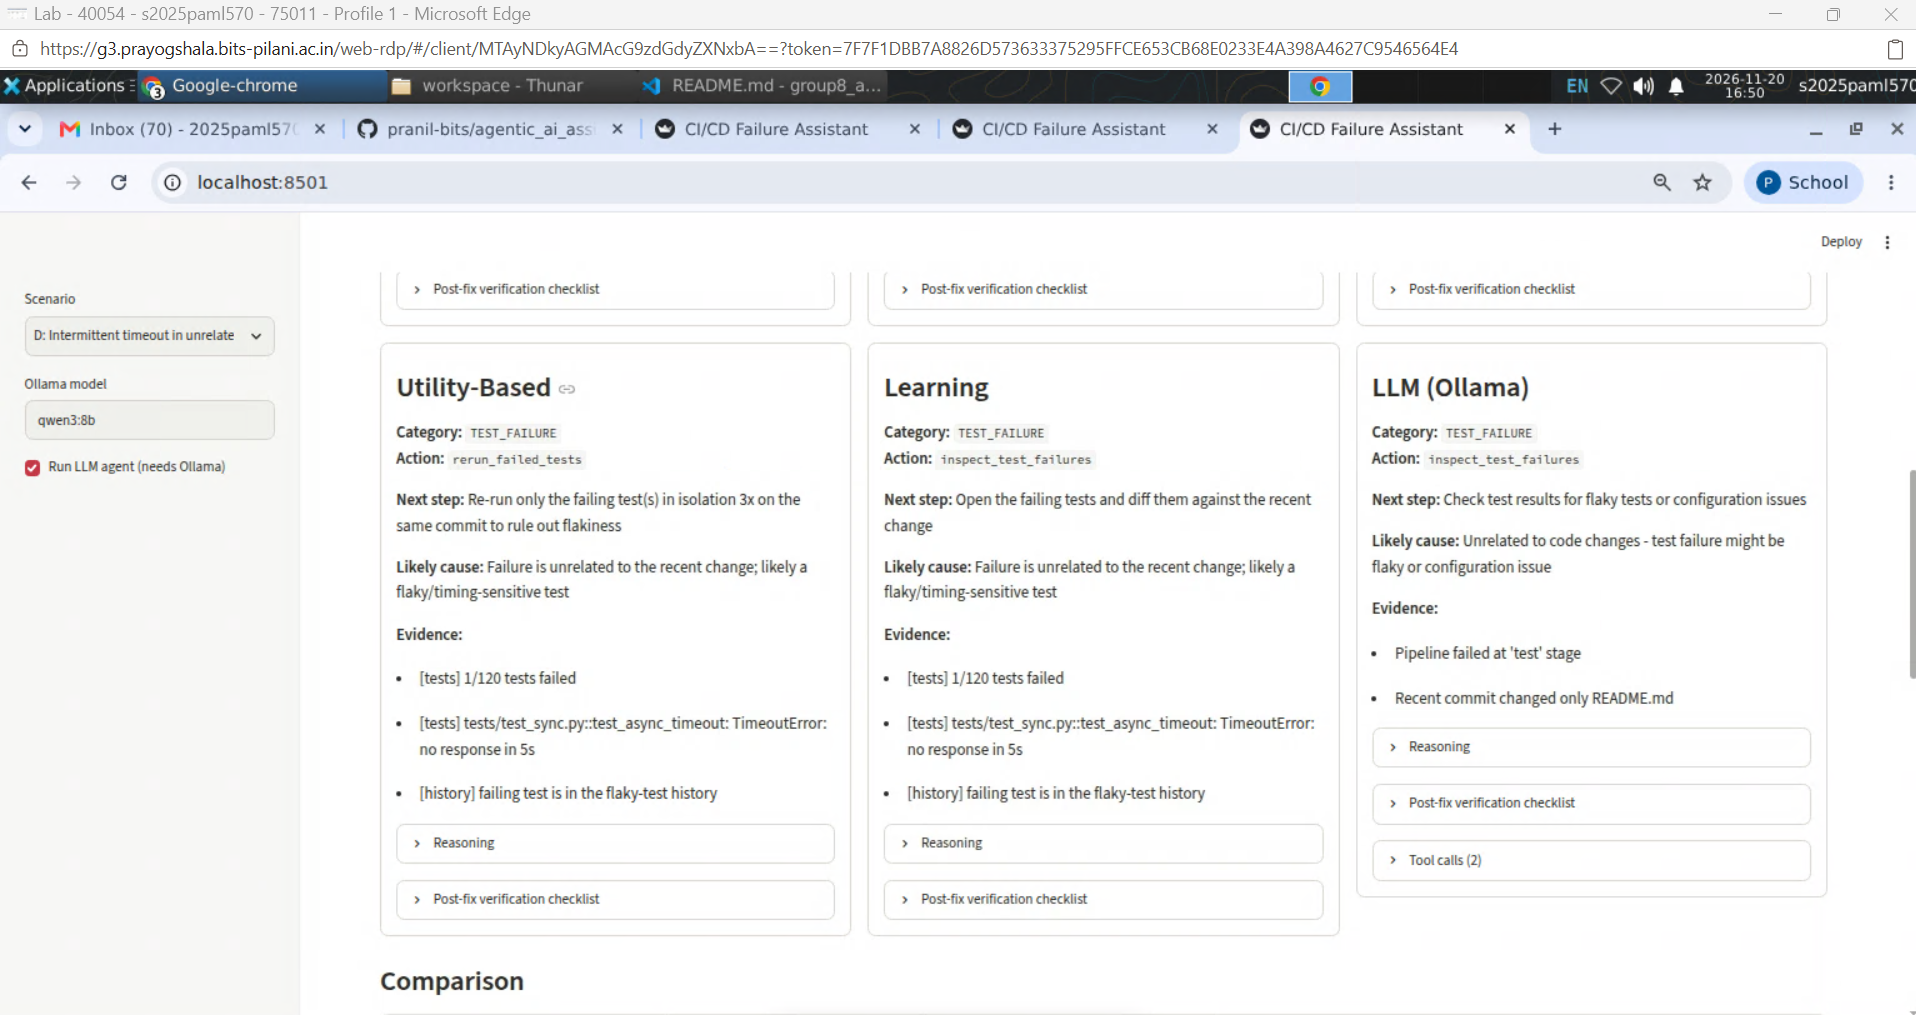 Lab - 40054 - s2025paml570 - 75011 - Profile 1 - Microsoft Edge
https://g3.prayogshala.bits-pilani.ac.in/web-rdp/#/client/MTAyNDkyAGMAcG9zdGdyZXNxbA==?token=7F7F1DBB7A8826D573633375295FFCE653CB68E0233E4A398A4627C9546564E4
Applications Google-chrome workspace - Thunar README.md - group8_a... EN 2026-11-20 16:50 s2025paml570
Inbox (70) - 2025paml570 pranil-bits/agentic_ai_ass CI/CD Failure Assistant CI/CD Failure Assistant CI/CD Failure Assistant
localhost:8501 School
Deploy
Scenario
D: Intermittent timeout in unrelate
Ollama model
qwen3:8b
Run LLM agent (needs Ollama)
Post-fix verification checklist
Post-fix verification checklist
Post-fix verification checklist
Utility-Based
Category: TEST_FAILURE
Action: rerun_failed_tests
Next step: Re-run only the failing test(s) in isolation 3x on the
same commit to rule out flakiness
Likely cause: Failure is unrelated to the recent change; likely a
flaky/timing-sensitive test
Evidence:
• [tests] 1/120 tests failed
• [tests] tests/test_sync.py::test_async_timeout: TimeoutError:
no response in 5s
• [history] failing test is in the flaky-test history
Reasoning
Post-fix verification checklist
Learning
Category: TEST_FAILURE
Action: inspect_test_failures
Next step: Open the failing tests and diff them against the recent
change
Likely cause: Failure is unrelated to the recent change; likely a
flaky/timing-sensitive test
Evidence:
• [tests] 1/120 tests failed
• [tests] tests/test_sync.py::test_async_timeout: TimeoutError:
no response in 5s
• [history] failing test is in the flaky-test history
Reasoning
Post-fix verification checklist
LLM (Ollama)
Category: TEST_FAILURE
Action: inspect_test_failures
Next step: Check test results for flaky tests or configuration issues
Likely cause: Unrelated to code changes - test failure might be
flaky or configuration issue
Evidence:
• Pipeline failed at 'test' stage
• Recent commit changed only README.md
Reasoning
Post-fix verification checklist
Tool calls (2)
Comparison